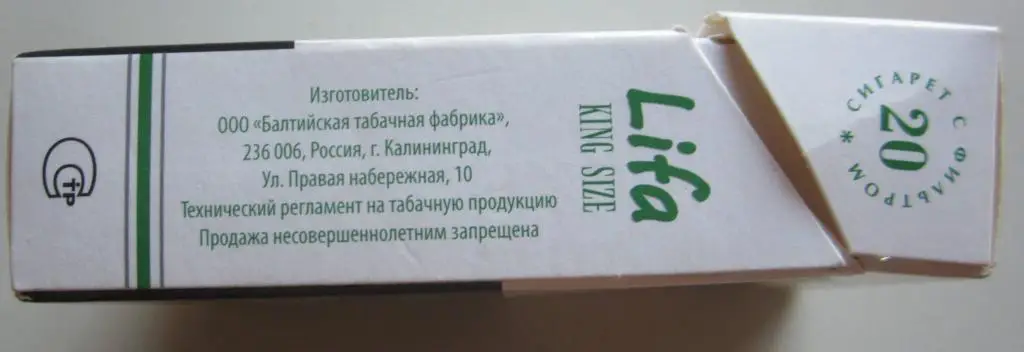 Изготовитель:
ООО «Балтийская табачная фабрика»,
236 006, Россия, г. Калининград,
Ул. Правая набережная, 10
Технический регламент на табачную продукцию
Продажа несовершеннолетним запрещена
Lifa
KING SIZE
СИГАРЕТ С ФИЛЬТРОМ *
20
СТР